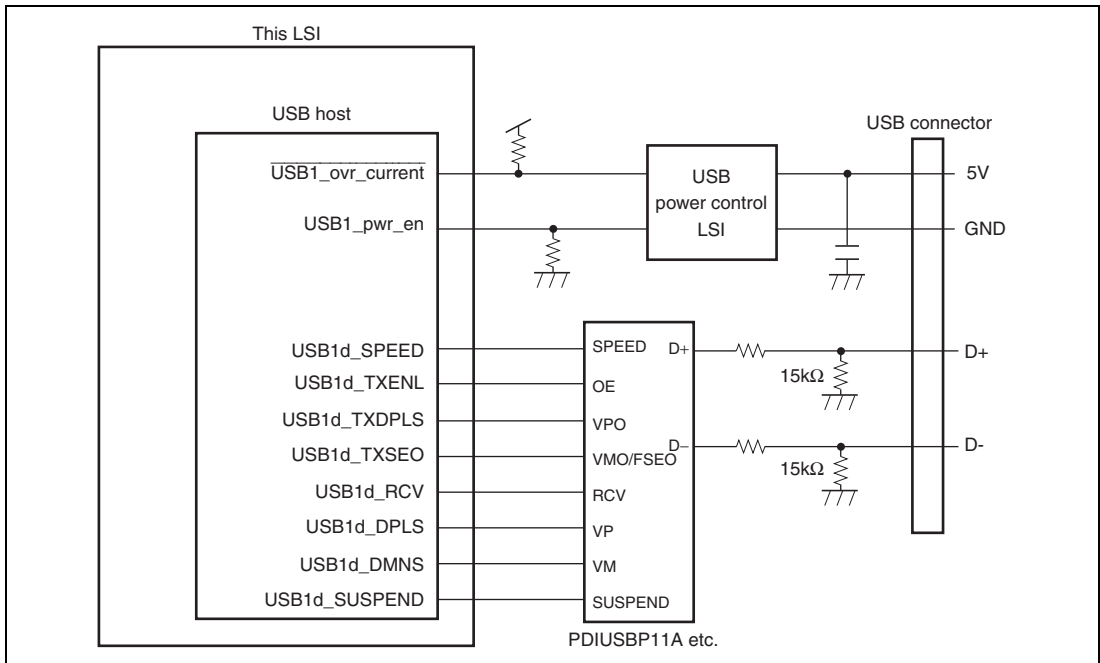 This LSI
USB host
USB connector
USB1_ovr_current
USB1_pwr_en
USB
power control
LSI
5V
GND
USB1d_SPEED
USB1d_TXENL
USB1d_TXDPLS
USB1d_TXSEO
USB1d_RCV
USB1d_DPLS
USB1d_DMNS
USB1d_SUSPEND
SPEED
OE
VPO
VMO/FSEO
RCV
VP
VM
SUSPEND
D+
D−
15kΩ
15kΩ
D+
D-
PDIUSBP11A etc.